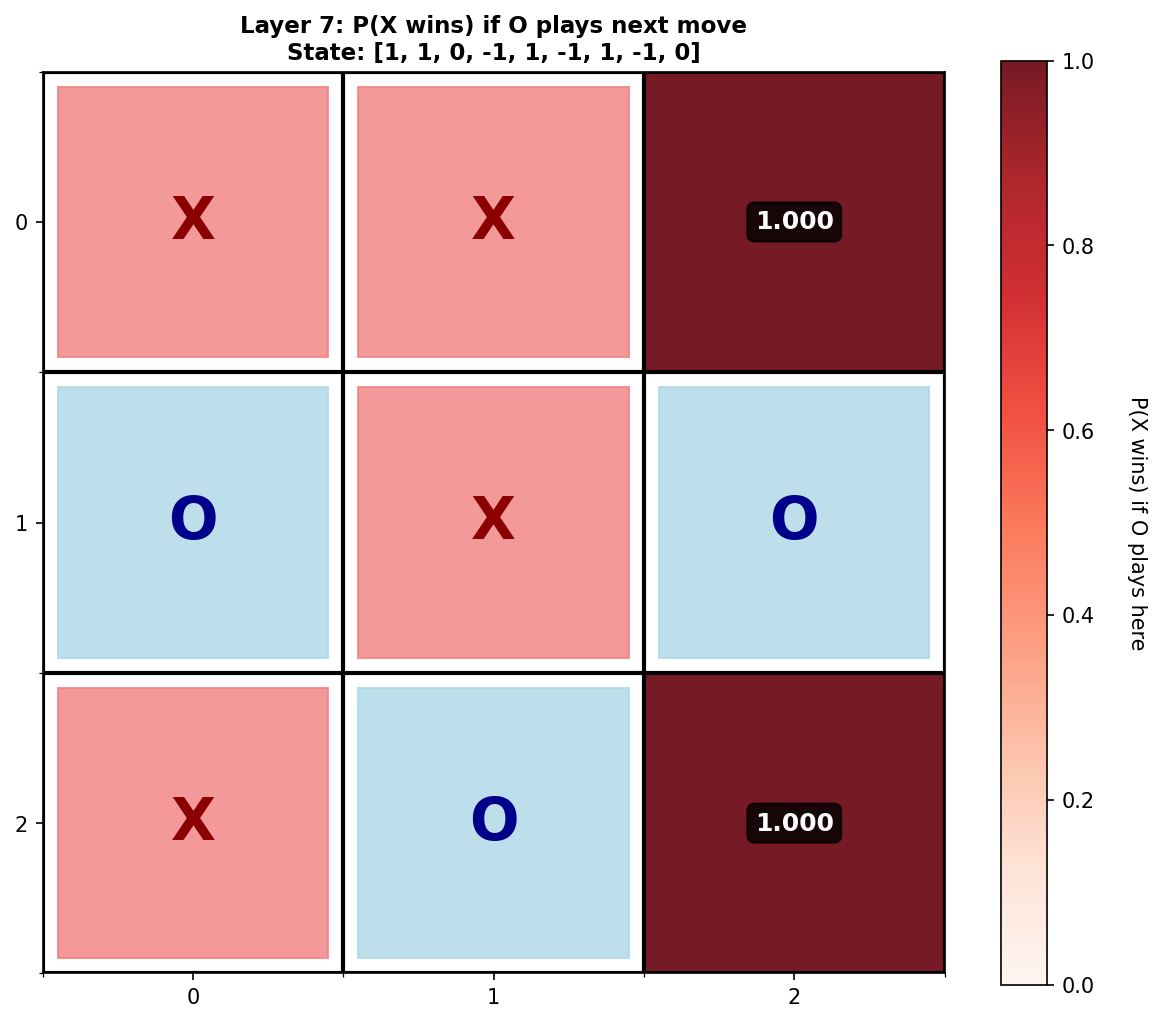 Layer 7: P(X wins) if O plays next move
State: [1, 1, 0, -1, 1, -1, 1, -1, 0]
X X 1.000
O X O
X O 1.000
0
1
2
0 1 2
1.0
0.8
0.6
0.4
0.2
0.0
P(X wins) if O plays here